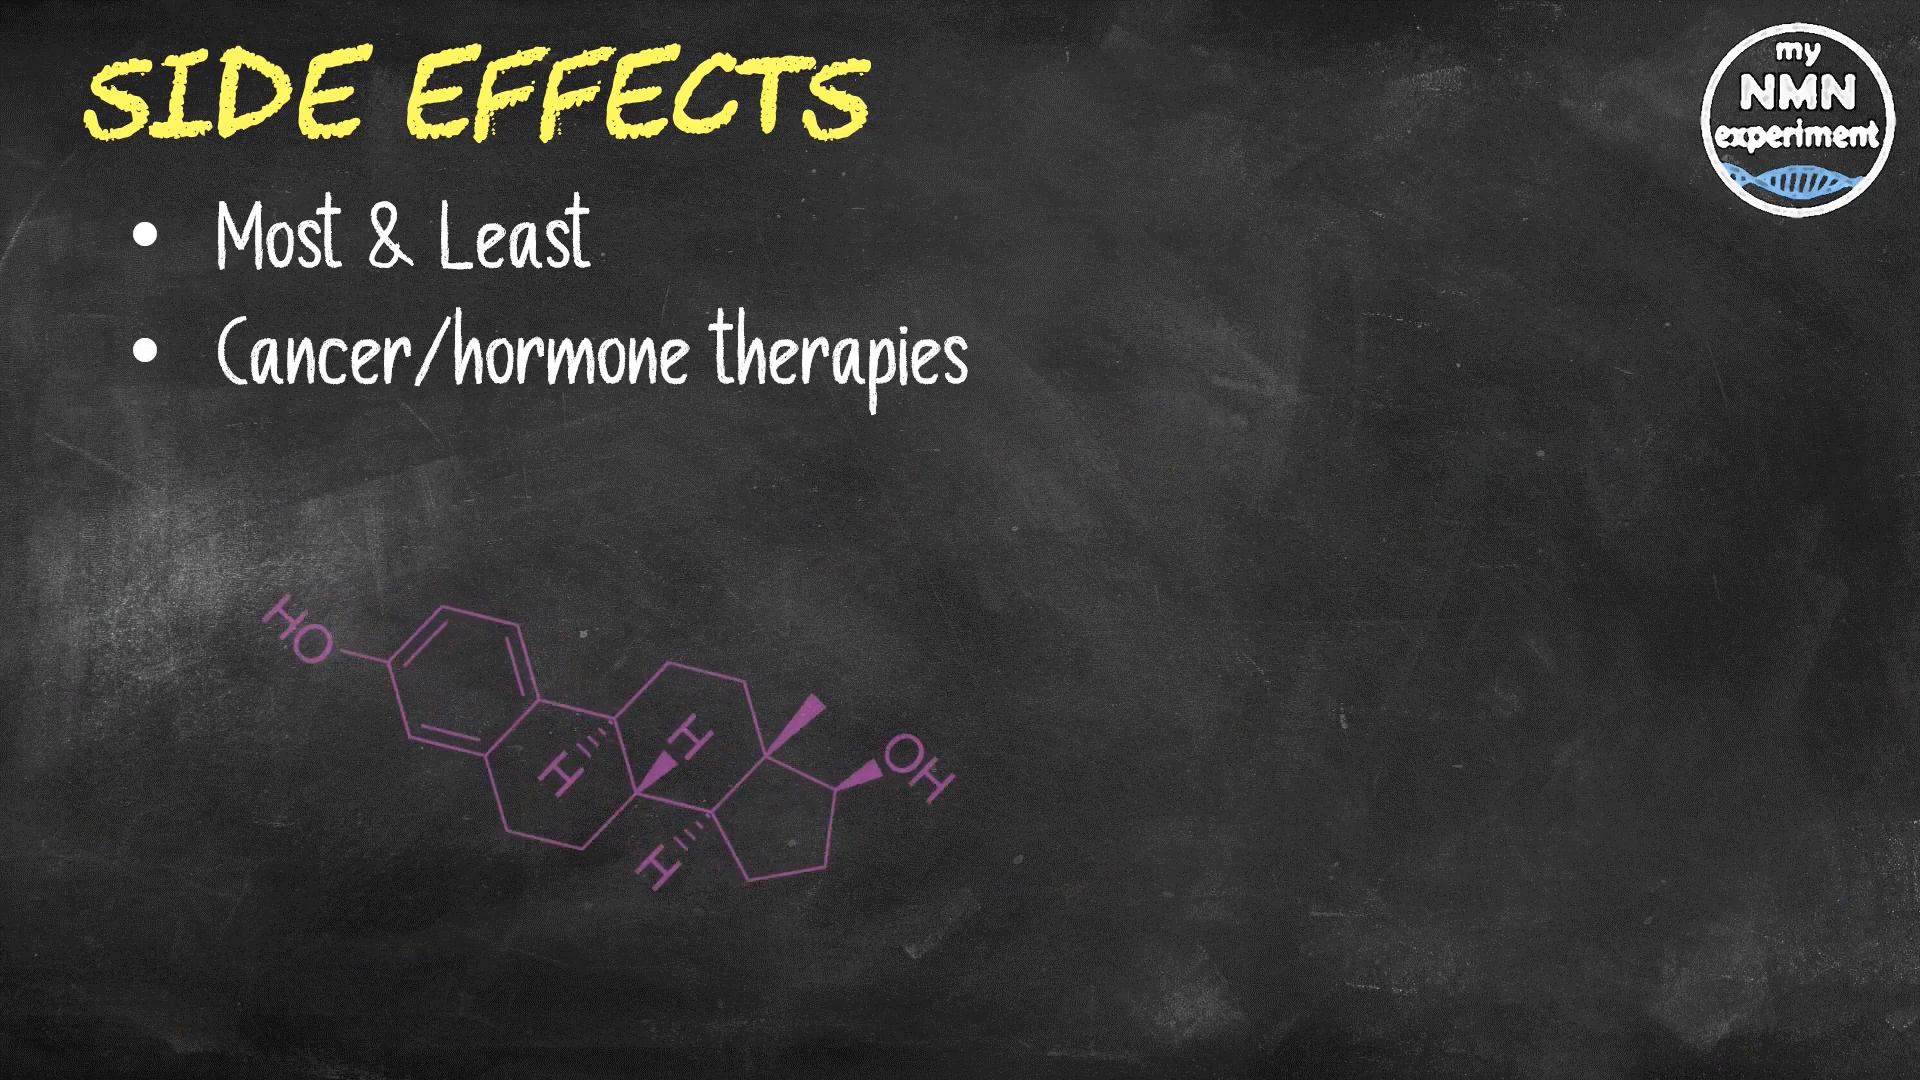 SIDE EFFECTS
my
NMN
experiment
• Most & Least
• Cancer/hormone therapies
HO
H
H
OH
H